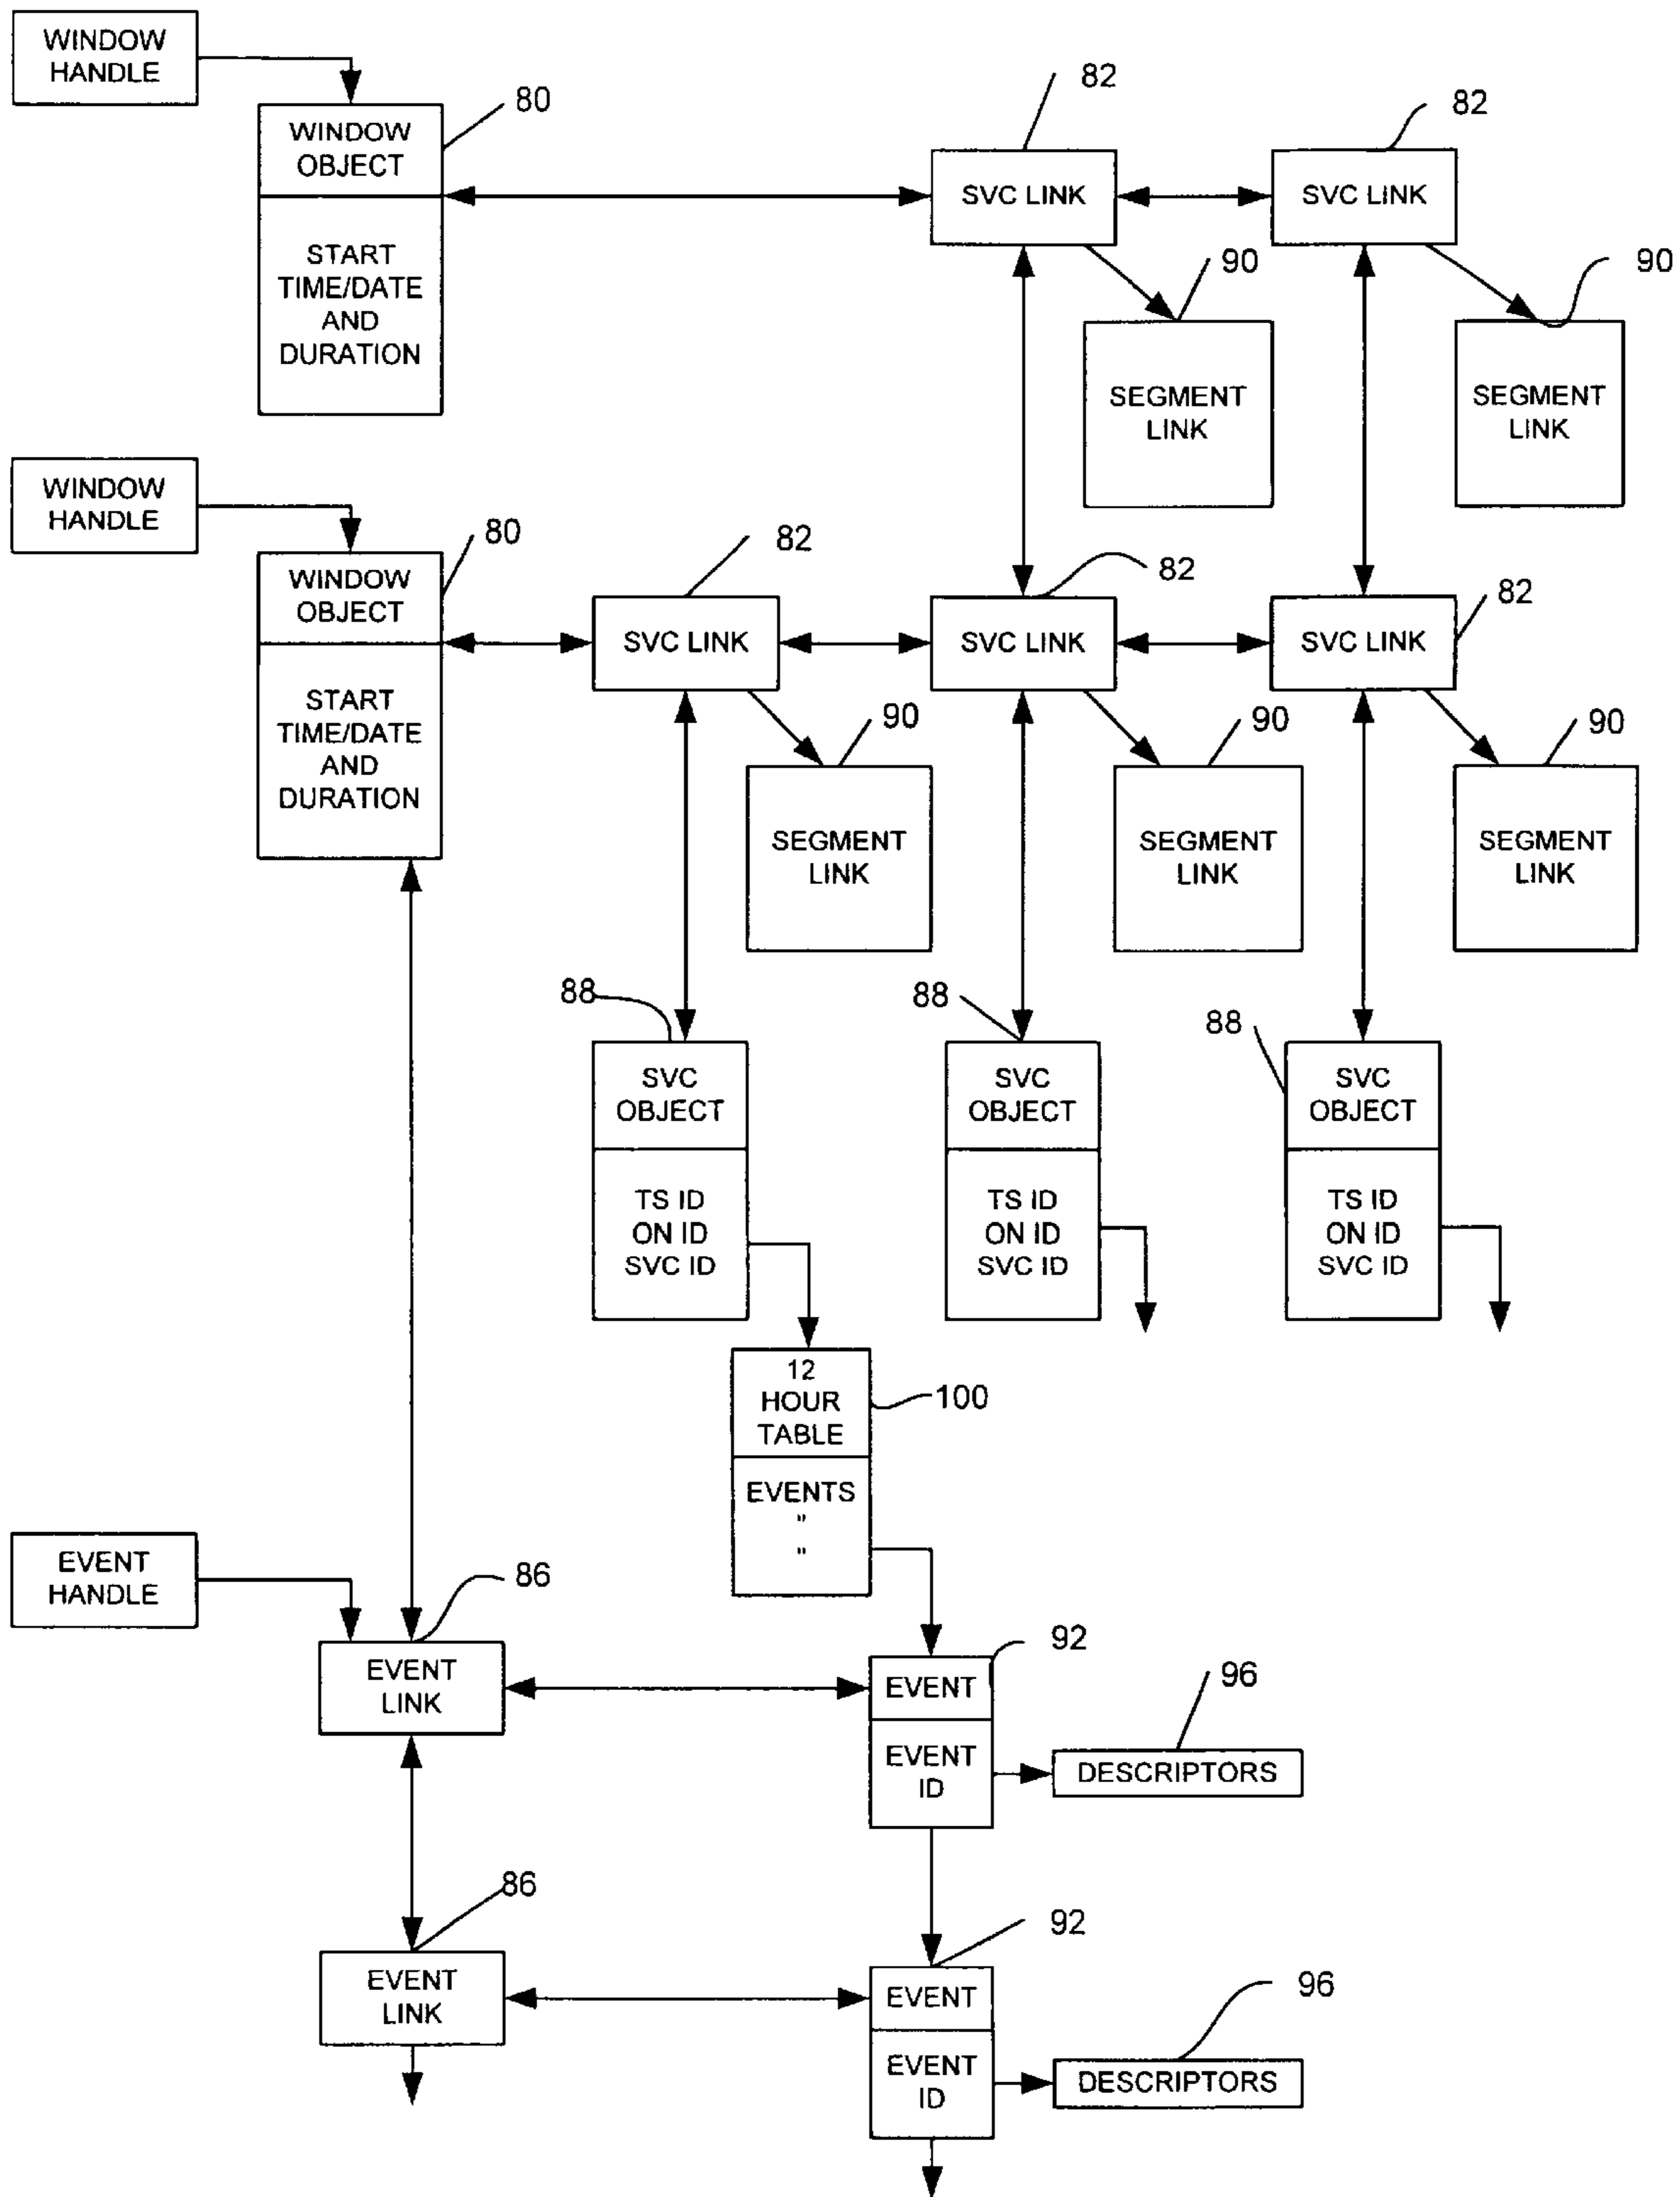 WINDOW
HANDLE
80
WINDOW
OBJECT
START
TIME/DATE
AND
DURATION
82
SVC LINK
82
SVC LINK
90
SEGMENT
LINK
90
SEGMENT
LINK
WINDOW
HANDLE
80
WINDOW
OBJECT
START
TIME/DATE
AND
DURATION
82
SVC LINK
82
SVC LINK
82
SVC LINK
90
SEGMENT
LINK
90
SEGMENT
LINK
90
SEGMENT
LINK
88
SVC
OBJECT
TS ID
ON ID
SVC ID
88
SVC
OBJECT
TS ID
ON ID
SVC ID
88
SVC
OBJECT
TS ID
ON ID
SVC ID
12
HOUR
TABLE
100
EVENTS
"
"
EVENT
HANDLE
86
EVENT
LINK
92
EVENT
EVENT
ID
96
DESCRIPTORS
86
EVENT
LINK
92
EVENT
EVENT
ID
96
DESCRIPTORS